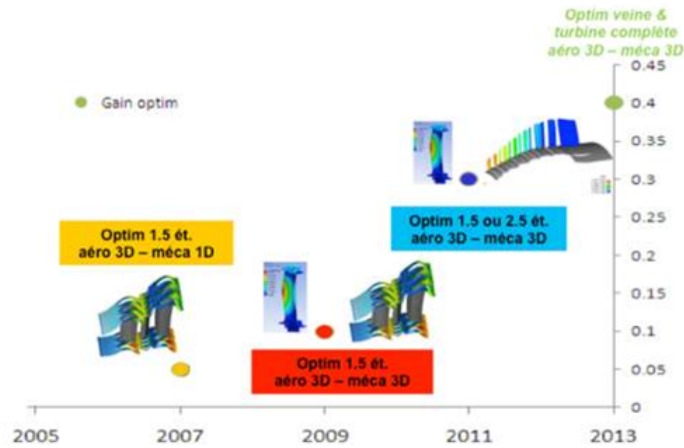 Optim veine &
turbine complète
aéro 3D – méca 3D
0.45
Gain optim
0.4
0.35
0.3
Optim 1.5 ét.
aéro 3D – méca 1D
Optim 1.5 ou 2.5 ét.
aéro 3D – méca 3D
0.25
0.2
0.15
0.1
Optim 1.5 ét.
aéro 3D – méca 3D
0.05
0
2005 2007 2009 2011 2013